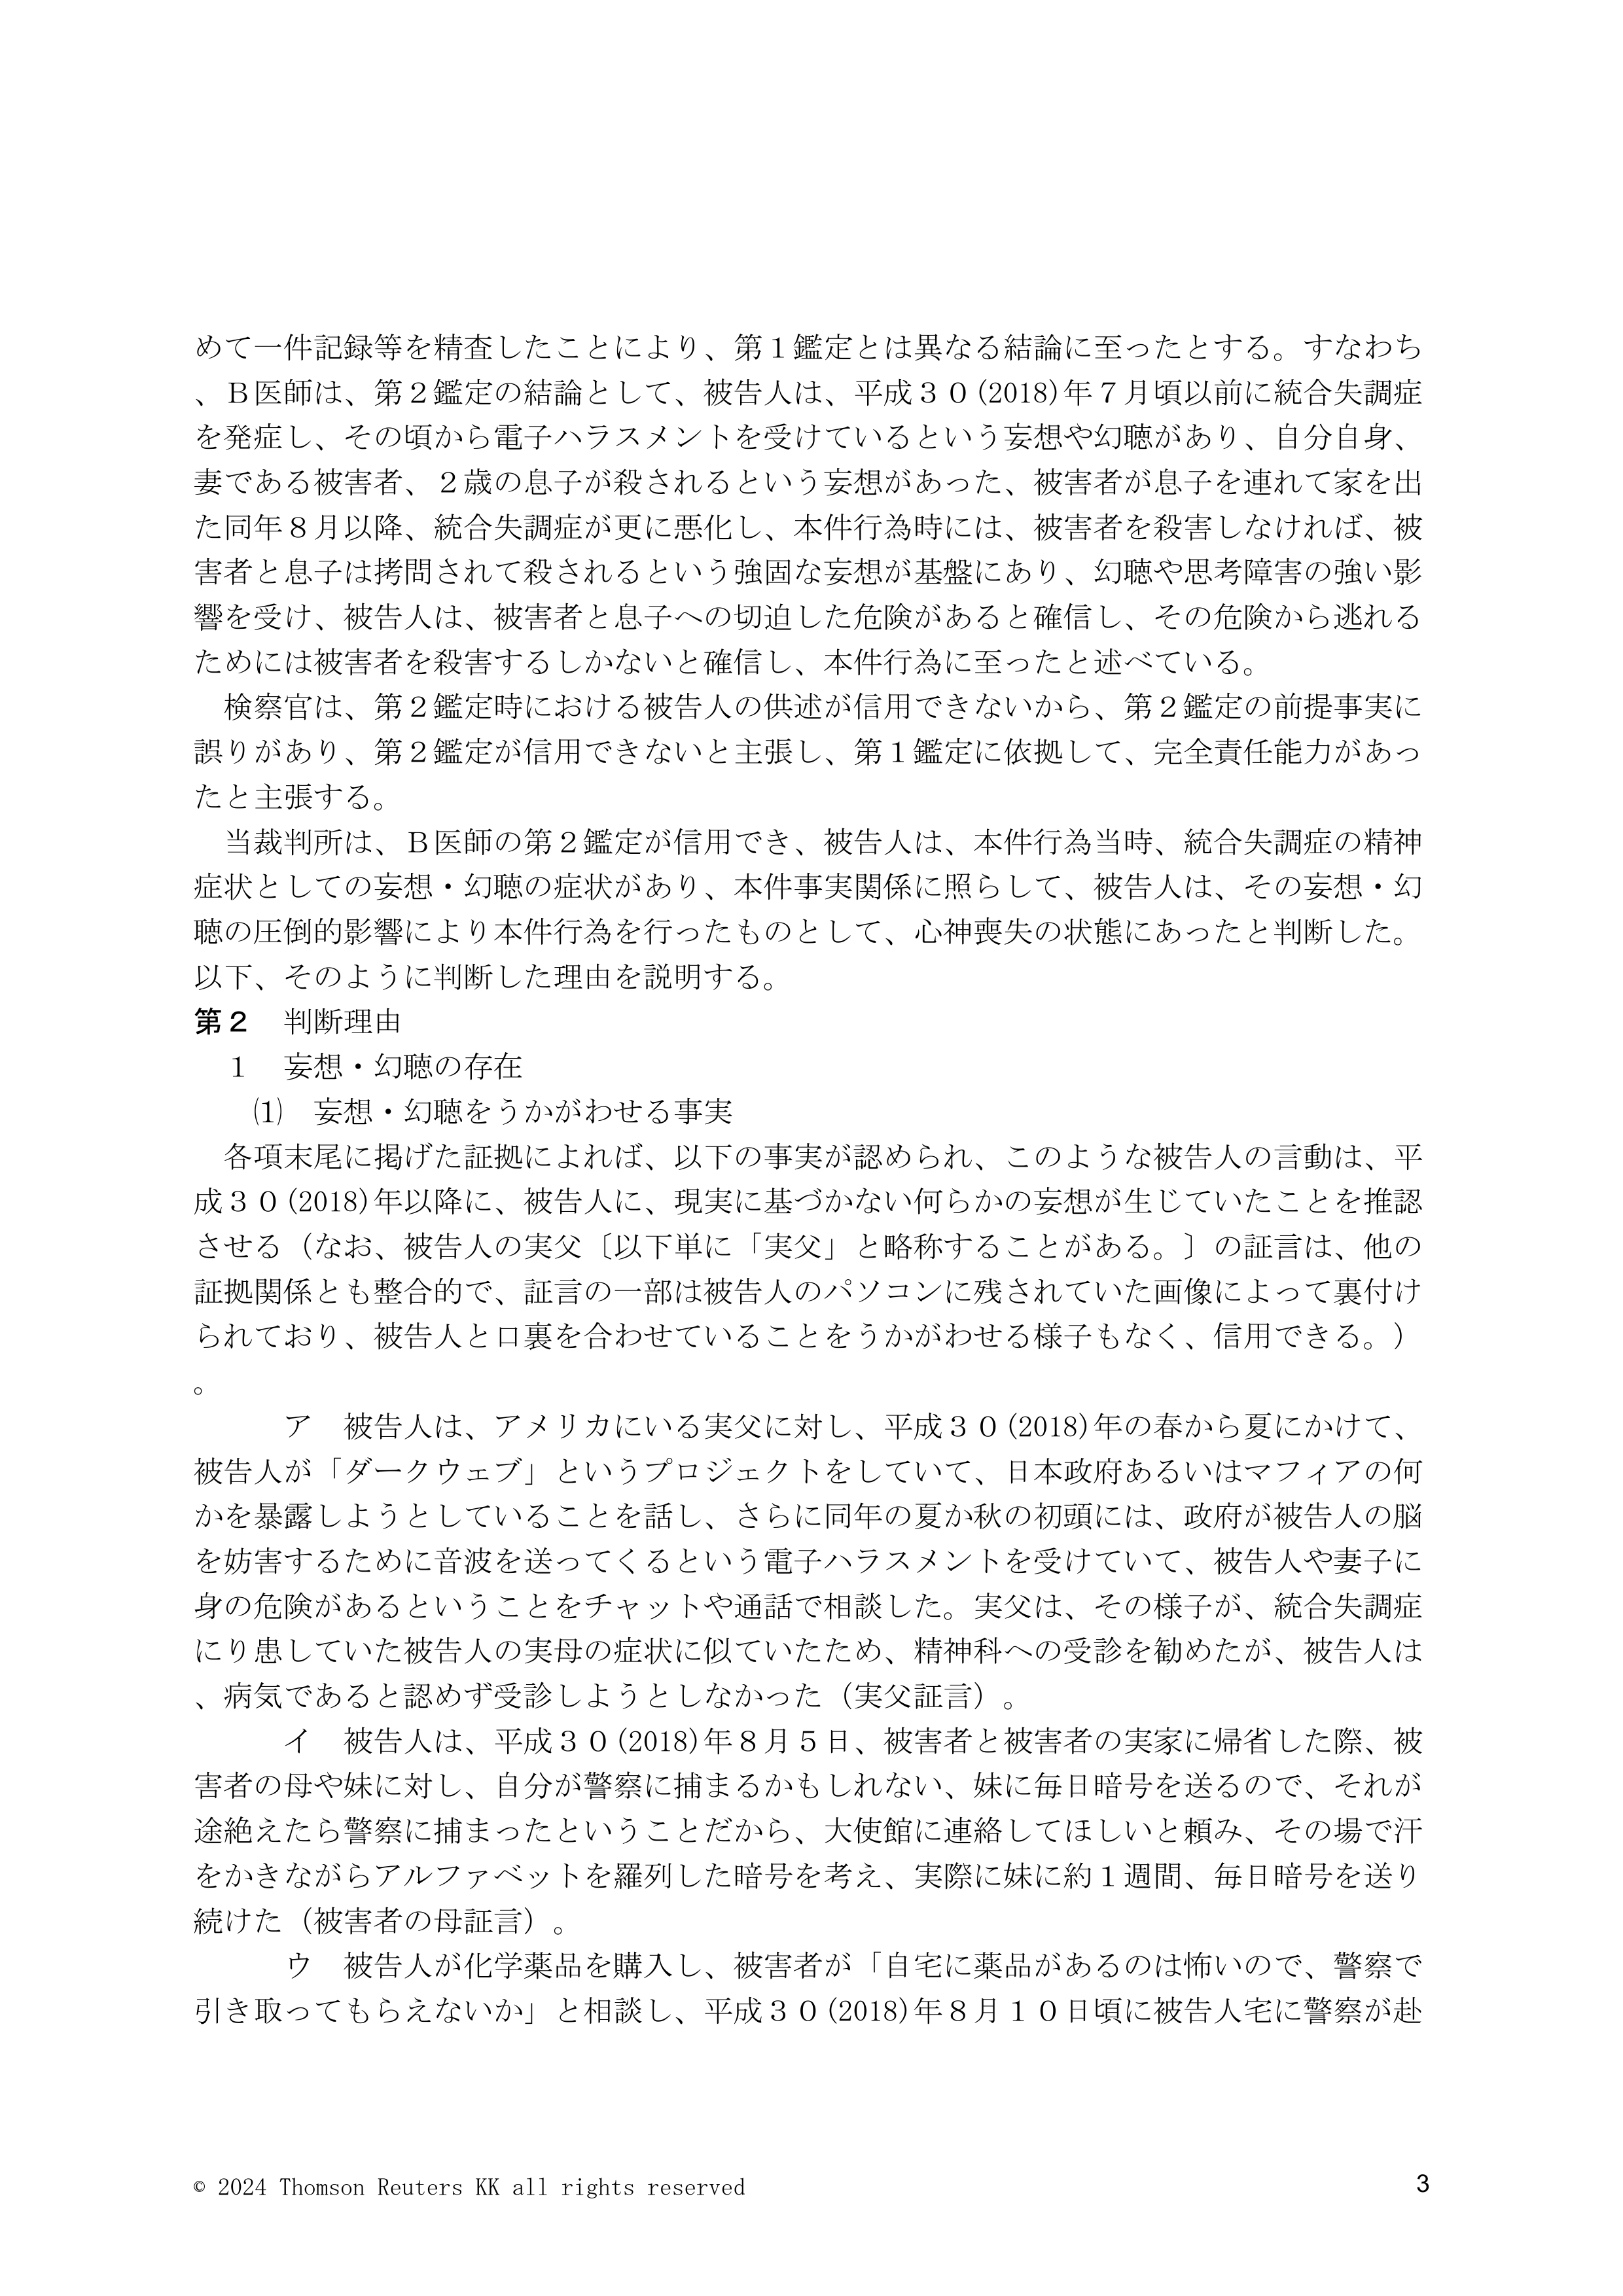 めて一件記録等を精査したことにより、第１鑑定とは異なる結論に至ったとする。すなわち
、Ｂ医師は、第２鑑定の結論として、被告人は、平成３０(2018)年７月頃以前に統合失調症
を発症し、その頃から電子ハラスメントを受けているという妄想や幻聴があり、自分自身、
妻である被害者、２歳の息子が殺されるという妄想があった、被害者が息子を連れて家を出
た同年８月以降、統合失調症が更に悪化し、本件行為時には、被害者を殺害しなければ、被
害者と息子は拷問されて殺されるという強固な妄想が基盤にあり、幻聴や思考障害の強い影
響を受け、被告人は、被害者と息子への切迫した危険があると確信し、その危険から逃れる
ためには被害者を殺害するしかないと確信し、本件行為に至ったと述べている。
　検察官は、第２鑑定時における被告人の供述が信用できないから、第２鑑定の前提事実に
誤りがあり、第２鑑定が信用できないと主張し、第１鑑定に依拠して、完全責任能力があっ
たと主張する。
　当裁判所は、Ｂ医師の第２鑑定が信用でき、被告人は、本件行為当時、統合失調症の精神
症状としての妄想・幻聴の症状があり、本件事実関係に照らして、被告人は、その妄想・幻
聴の圧倒的影響により本件行為を行ったものとして、心神喪失の状態にあったと判断した。
以下、そのように判断した理由を説明する。
第２　判断理由
　１　妄想・幻聴の存在
　　⑴　妄想・幻聴をうかがわせる事実
　各項末尾に掲げた証拠によれば、以下の事実が認められ、このような被告人の言動は、平
成３０(2018)年以降に、被告人に、現実に基づかない何らかの妄想が生じていたことを推認
させる（なお、被告人の実父〔以下単に「実父」と略称することがある。〕の証言は、他の
証拠関係とも整合的で、証言の一部は被告人のパソコンに残されていた画像によって裏付け
られており、被告人と口裏を合わせていることをうかがわせる様子もなく、信用できる。）
。
　　　ア　被告人は、アメリカにいる実父に対し、平成３０(2018)年の春から夏にかけて、
被告人が「ダークウェブ」というプロジェクトをしていて、日本政府あるいはマフィアの何
かを暴露しようとしていることを話し、さらに同年の夏か秋の初頭には、政府が被告人の脳
を妨害するために音波を送ってくるという電子ハラスメントを受けていて、被告人や妻子に
身の危険があるということをチャットや通話で相談した。実父は、その様子が、統合失調症
にり患していた被告人の実母の症状に似ていたため、精神科への受診を勧めたが、被告人は
、病気であると認めず受診しようとしなかった（実父証言）。
　　　イ　被告人は、平成３０(2018)年８月５日、被害者と被害者の実家に帰省した際、被
害者の母や妹に対し、自分が警察に捕まるかもしれない、妹に毎日暗号を送るので、それが
途絶えたら警察に捕まったということだから、大使館に連絡してほしいと頼み、その場で汗
をかきながらアルファベットを羅列した暗号を考え、実際に妹に約１週間、毎日暗号を送り
続けた（被害者の母証言）。
　　　ウ　被告人が化学薬品を購入し、被害者が「自宅に薬品があるのは怖いので、警察で
引き取ってもらえないか」と相談し、平成３０(2018)年８月１０日頃に被告人宅に警察が赴
© 2024 Thomson Reuters KK all rights reserved
3